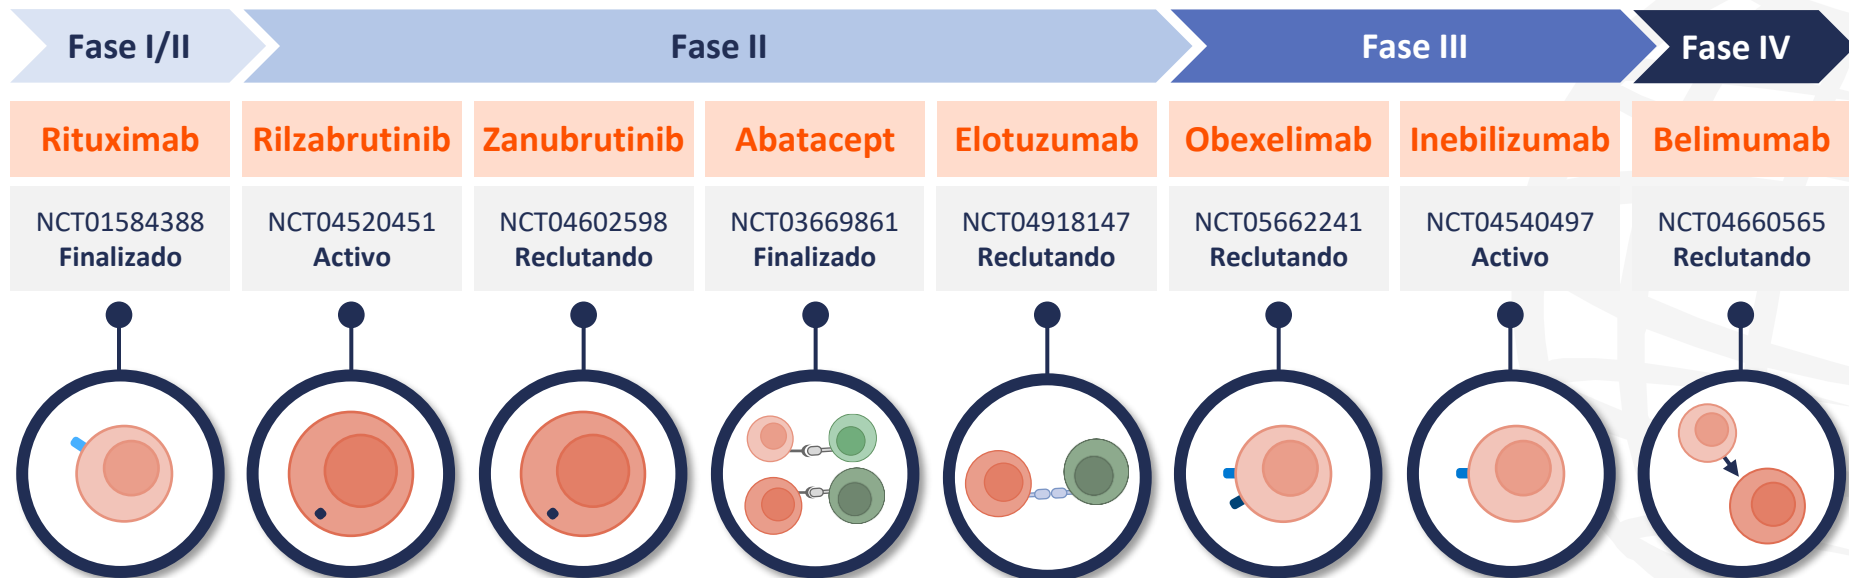 Fase I/II
Fase II
Fase III
Fase IV
Rituximab
Rilzabrutinib
Zanubrutinib
Abatacept
Elotuzumab
Obexelimab
Inebilizumab
Belimumab
NCT01584388
Finalizado
NCT04520451
Activo
NCT04602598
Reclutando
NCT03669861
Finalizado
NCT04918147
Reclutando
NCT05662241
Reclutando
NCT04540497
Activo
NCT04660565
Reclutando